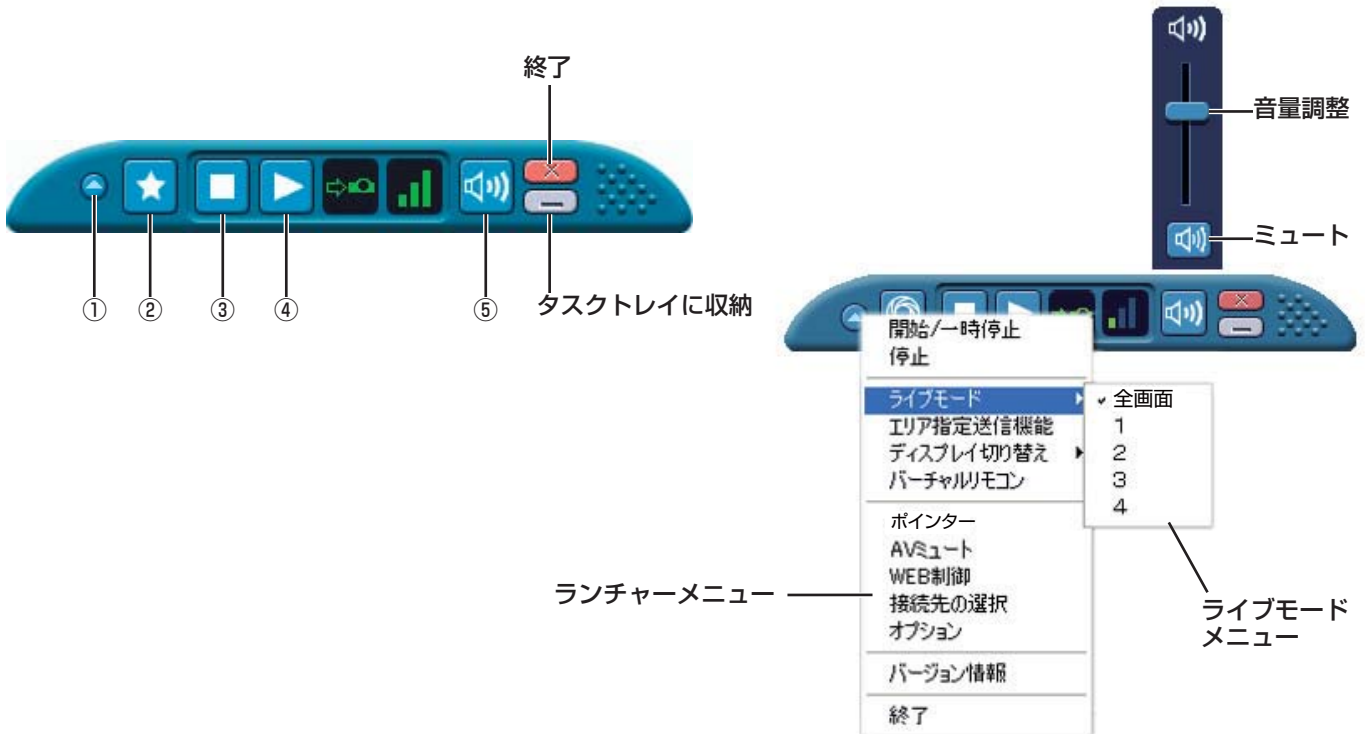 終了
① ② ③ ④ ⑤
タスクトレイに収納
音量調整
ミュート
開始/一時停止
停止
ライブモード
エリア指定送信機能
ディスプレイ切り替え
バーチャルリモコン
ポインター
AVミュート
WEB制御
接続先の選択
オプション
バージョン情報
終了
全画面
1
2
3
4
ランチャーメニュー
ライブモード
メニュー